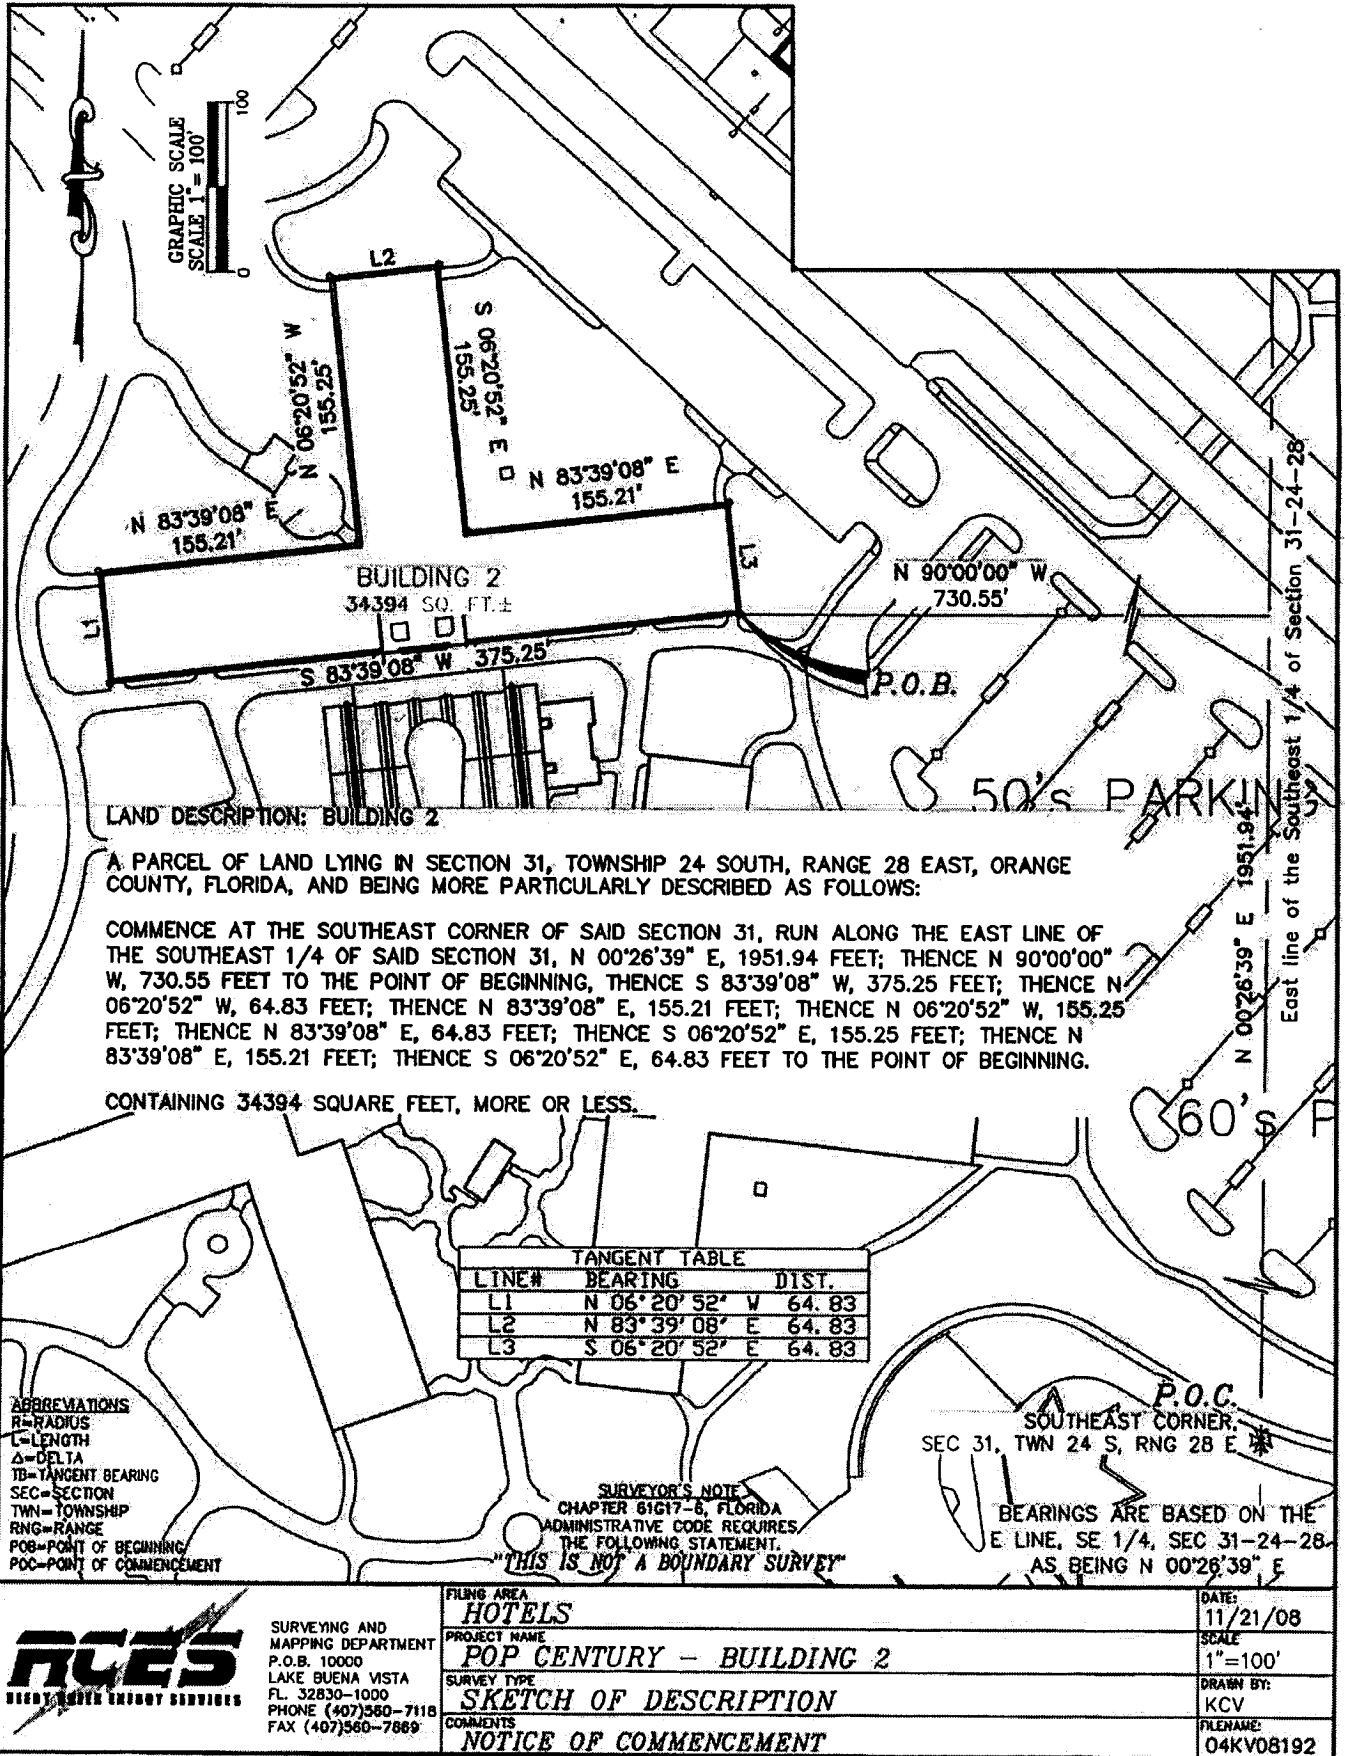 GRAPHIC SCALE
SCALE 1"= 100'
0
100
L2
N 06°20'52" W
155.25'
S 06°20'52" E
155.25'
N 83°39'08" E
155.21'
N 83°39'08" E
155.21'
L1
L3
BUILDING 2
34394 SQ. FT.±
S 83°39'08" W 375.25'
N 90°00'00" W
730.55'
P.O.B.
50's PARKING
N 00°26'39" E 1951.94'
East line of the Southeast 1/4 of Section 31-24-28
60's P
LAND DESCRIPTION: BUILDING 2
A PARCEL OF LAND LYING IN SECTION 31, TOWNSHIP 24 SOUTH, RANGE 28 EAST, ORANGE
COUNTY, FLORIDA, AND BEING MORE PARTICULARLY DESCRIBED AS FOLLOWS:
COMMENCE AT THE SOUTHEAST CORNER OF SAID SECTION 31, RUN ALONG THE EAST LINE OF
THE SOUTHEAST 1/4 OF SAID SECTION 31, N 00°26'39" E, 1951.94 FEET; THENCE N 90°00'00"
W, 730.55 FEET TO THE POINT OF BEGINNING, THENCE S 83°39'08" W, 375.25 FEET; THENCE N
06°20'52" W, 64.83 FEET; THENCE N 83°39'08" E, 155.21 FEET; THENCE N 06°20'52" W, 155.25
FEET; THENCE N 83°39'08" E, 64.83 FEET; THENCE S 06°20'52" E, 155.25 FEET; THENCE N
83°39'08" E, 155.21 FEET; THENCE S 06°20'52" E, 64.83 FEET TO THE POINT OF BEGINNING.
CONTAINING 34394 SQUARE FEET, MORE OR LESS.
TANGENT TABLE
LINE# BEARING DIST.
L1 N 06°20'52" W 64.83
L2 N 83°39'08" E 64.83
L3 S 06°20'52" E 64.83
ABBREVIATIONS
R=RADIUS
L=LENGTH
Δ=DELTA
TB=TANGENT BEARING
SEC=SECTION
TWN=TOWNSHIP
RNG=RANGE
POB=POINT OF BEGINNING
POC=POINT OF COMMENCEMENT
SURVEYOR'S NOTE
CHAPTER 61G17-6, FLORIDA
ADMINISTRATIVE CODE REQUIRES
THE FOLLOWING STATEMENT.
"THIS IS NOT A BOUNDARY SURVEY"
P.O.C.
SOUTHEAST CORNER,
SEC 31, TWN 24 S, RNG 28 E
BEARINGS ARE BASED ON THE
E LINE, SE 1/4, SEC 31-24-28
AS BEING N 00°26'39" E
RCES
REEDY CREEK ENERGY SERVICES
SURVEYING AND
MAPPING DEPARTMENT
P.O.B. 10000
LAKE BUENA VISTA
FL. 32830-1000
PHONE (407)560-7118
FAX (407)560-7669
FILING AREA
HOTELS
PROJECT NAME
POP CENTURY - BUILDING 2
SURVEY TYPE
SKETCH OF DESCRIPTION
COMMENTS
NOTICE OF COMMENCEMENT
DATE:
11/21/08
SCALE
1"=100'
DRAWN BY:
KCV
FILENAME:
04KV08192